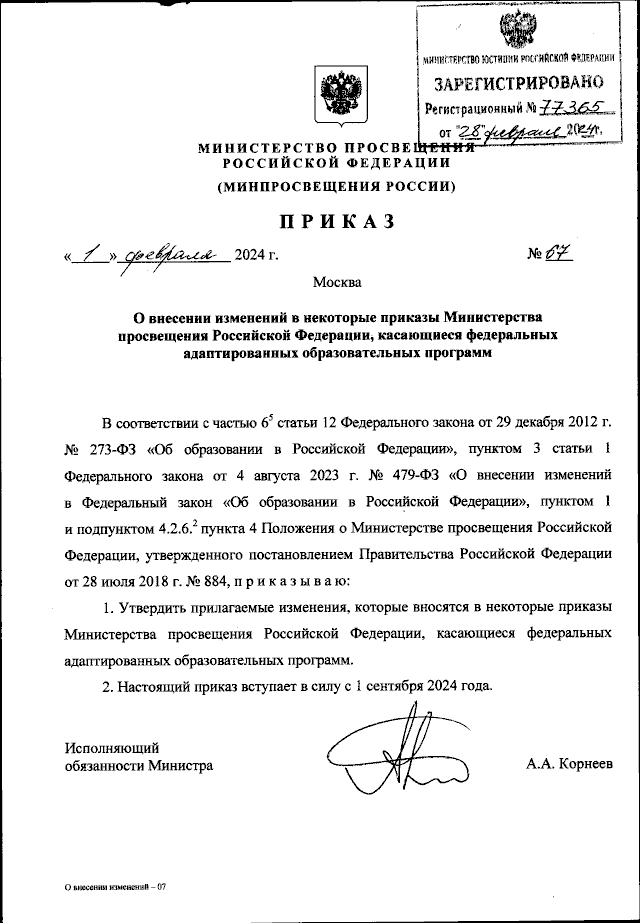 МИНИСТЕРСТВО ЮСТИЦИИ РОССИЙСКОЙ ФЕДЕРАЦИИ
ЗАРЕГИСТРИРОВАНО
Регистрационный № 77365
от "28" февраля 2024г.
МИНИСТЕРСТВО ПРОСВЕЩЕНИЯ
РОССИЙСКОЙ ФЕДЕРАЦИИ
(МИНПРОСВЕЩЕНИЯ РОССИИ)
ПРИКАЗ
« 1 » февраля 2024 г. № 67
Москва
О внесении изменений в некоторые приказы Министерства
просвещения Российской Федерации, касающиеся федеральных
адаптированных образовательных программ
В соответствии с частью 6⁵ статьи 12 Федерального закона от 29 декабря 2012 г.
№ 273-ФЗ «Об образовании в Российской Федерации», пунктом 3 статьи 1
Федерального закона от 4 августа 2023 г. № 479-ФЗ «О внесении изменений
в Федеральный закон «Об образовании в Российской Федерации», пунктом 1
и подпунктом 4.2.6.² пункта 4 Положения о Министерстве просвещения Российской
Федерации, утвержденного постановлением Правительства Российской Федерации
от 28 июля 2018 г. № 884, п р и к а з ы в а ю:
1. Утвердить прилагаемые изменения, которые вносятся в некоторые приказы
Министерства просвещения Российской Федерации, касающиеся федеральных
адаптированных образовательных программ.
2. Настоящий приказ вступает в силу с 1 сентября 2024 года.
Исполняющий
обязанности Министра А.А. Корнеев
О внесении изменений – 07